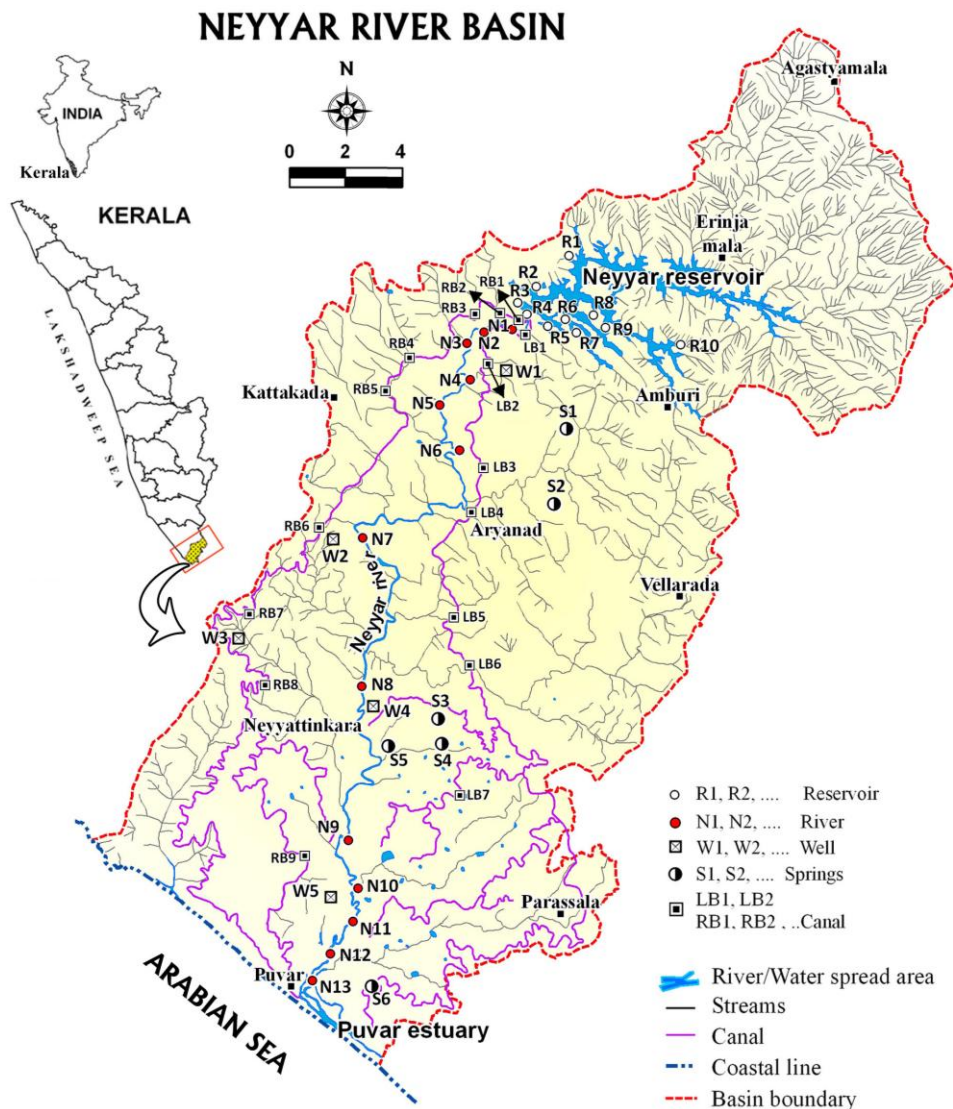 NEYYAR RIVER BASIN
INDIA
Kerala
N
0 2 4
KERALA
LAKSHADWEEP SEA
Agastyamala
Erinja
mala
R1
Neyyar reservoir
R2
RB1
RB2
R3
RB3
R4
R6
R8
R5
R7
R9
R10
N1
N2
N3
LB1
RB4
N4
W1
LB2
RB5
Kattakada
N5
Amburi
S1
N6
LB3
S2
LB4
Aryanad
RB6
W2
N7
Neyyar river
Vellarada
RB7
LB5
W3
LB6
RB8
N8
W4
Neyyattinkara
S3
S4
S5
LB7
N9
RB9
N10
W5
N11
Parassala
N12
Puvar
N13
S6
Puvar estuary
ARABIAN SEA
R1, R2, .... Reservoir
N1, N2, .... River
W1, W2, .... Well
S1, S2, .... Springs
LB1, LB2
RB1, RB2 , ..Canal
River/Water spread area
Streams
Canal
Coastal line
Basin boundary